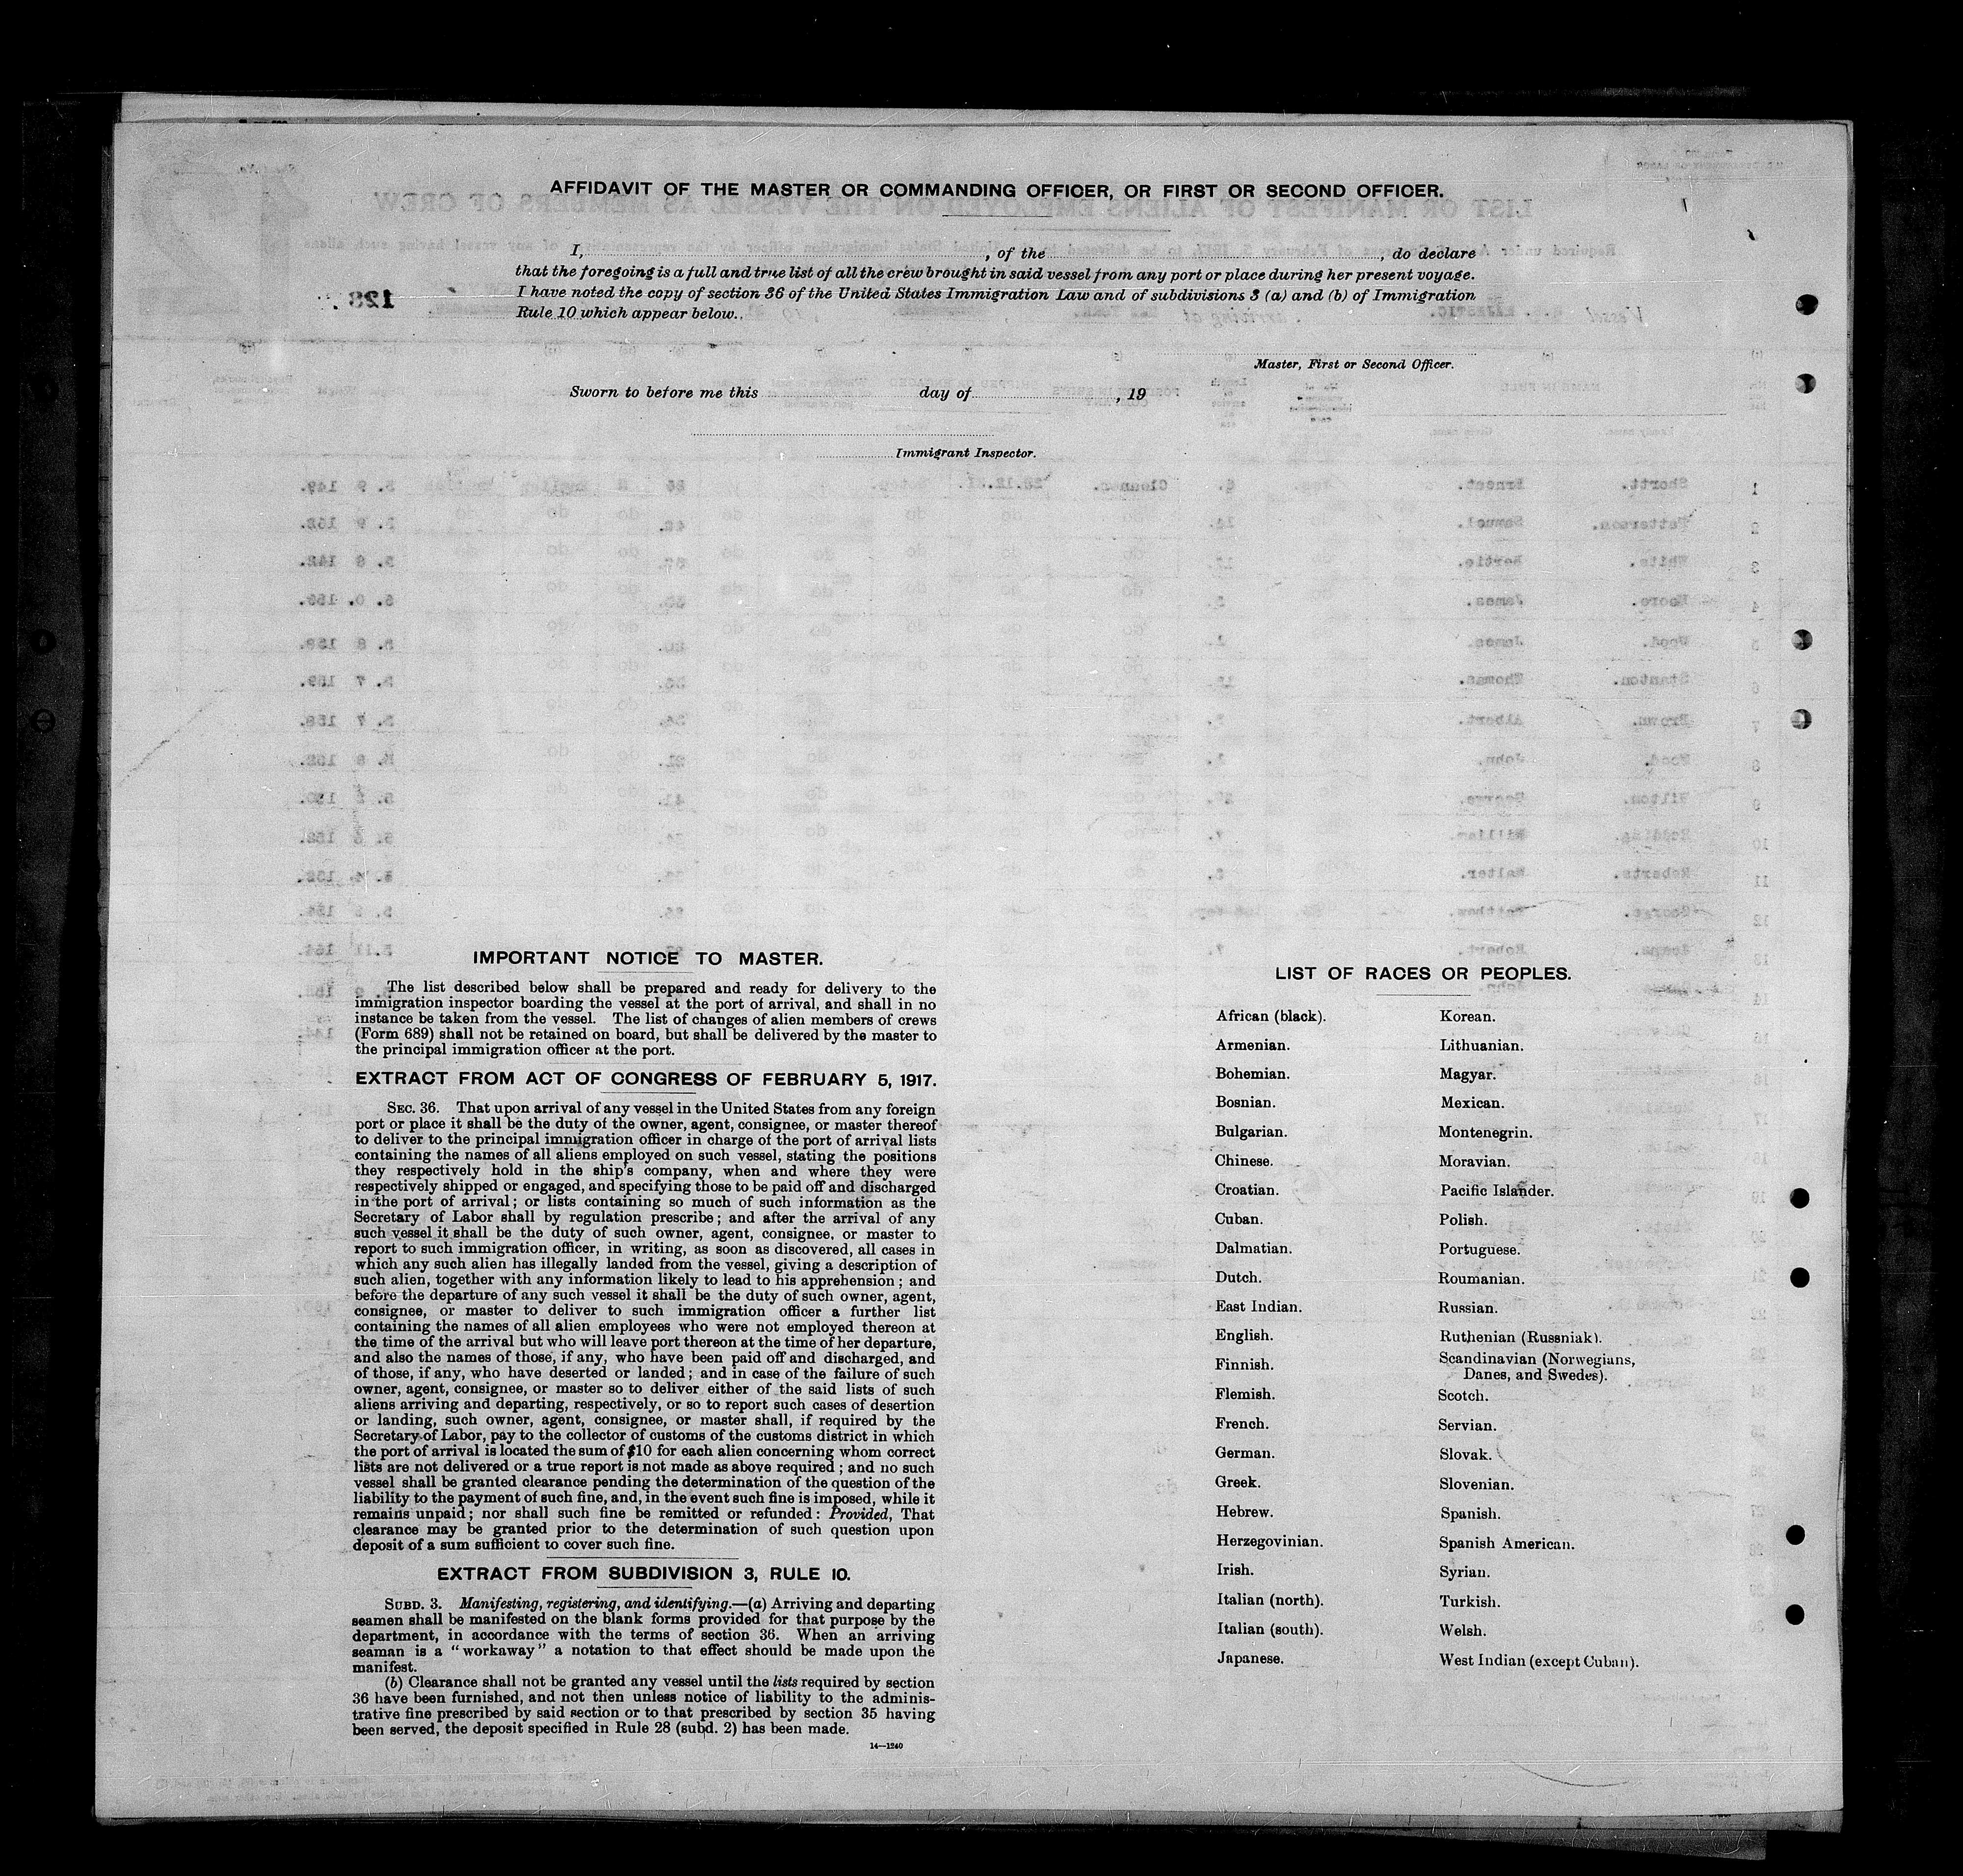 AFFIDAVIT OF THE MASTER OR COMMANDING OFFICER, OR FIRST OR SECOND OFFICER.
I, , of the , do declare
that the foregoing is a full and true list of all the crew brought in said vessel from any port or place during her present voyage.
I have noted the copy of section 36 of the United States Immigration Law and of subdivisions 3 (a) and (b) of Immigration
Rule 10 which appear below.
Master, First or Second Officer.
Sworn to before me this day of , 19
Immigrant Inspector.
IMPORTANT NOTICE TO MASTER.
The list described below shall be prepared and ready for delivery to the
immigration inspector boarding the vessel at the port of arrival, and shall in no
instance be taken from the vessel. The list of changes of alien members of crews
(Form 689) shall not be retained on board, but shall be delivered by the master to
the principal immigration officer at the port.
EXTRACT FROM ACT OF CONGRESS OF FEBRUARY 5, 1917.
SEC. 36. That upon arrival of any vessel in the United States from any foreign
port or place it shall be the duty of the owner, agent, consignee, or master thereof
to deliver to the principal immigration officer in charge of the port of arrival lists
containing the names of all aliens employed on such vessel, stating the positions
they respectively hold in the ship's company, when and where they were
respectively shipped or engaged, and specifying those to be paid off and discharged
in the port of arrival; or lists containing so much of such information as the
Secretary of Labor shall by regulation prescribe; and after the arrival of any
such vessel it shall be the duty of such owner, agent, consignee, or master to
report to such immigration officer, in writing, as soon as discovered, all cases in
which any such alien has illegally landed from the vessel, giving a description of
such alien, together with any information likely to lead to his apprehension; and
before the departure of any such vessel it shall be the duty of such owner, agent,
consignee, or master to deliver to such immigration officer a further list
containing the names of all alien employees who were not employed thereon at
the time of the arrival but who will leave port thereon at the time of her departure,
and also the names of those, if any, who have been paid off and discharged, and
of those, if any, who have deserted or landed; and in case of the failure of such
owner, agent, consignee, or master so to deliver either of the said lists of such
aliens arriving and departing, respectively, or so to report such cases of desertion
or landing, such owner, agent, consignee, or master shall, if required by the
Secretary of Labor, pay to the collector of customs of the customs district in which
the port of arrival is located the sum of $10 for each alien concerning whom correct
lists are not delivered or a true report is not made as above required; and no such
vessel shall be granted clearance pending the determination of the question of the
liability to the payment of such fine, and, in the event such fine is imposed, while it
remains unpaid; nor shall such fine be remitted or refunded: Provided, That
clearance may be granted prior to the determination of such question upon
deposit of a sum sufficient to cover such fine.
EXTRACT FROM SUBDIVISION 3, RULE 10.
SUBD. 3. Manifesting, registering, and identifying.—(a) Arriving and departing
seamen shall be manifested on the blank forms provided for that purpose by the
department, in accordance with the terms of section 36. When an arriving
seaman is a "workaway" a notation to that effect should be made upon the
manifest.
(b) Clearance shall not be granted any vessel until the lists required by section
36 have been furnished, and not then unless notice of liability to the adminis-
trative fine prescribed by said section or to that prescribed by section 35 having
been served, the deposit specified in Rule 28 (subd. 2) has been made.
14—1240
LIST OF RACES OR PEOPLES.
African (black).
Armenian.
Bohemian.
Bosnian.
Bulgarian.
Chinese.
Croatian.
Cuban.
Dalmatian.
Dutch.
East Indian.
English.
Finnish.
Flemish.
French.
German.
Greek.
Hebrew.
Herzegovinian.
Irish.
Italian (north).
Italian (south).
Japanese.
Korean.
Lithuanian.
Magyar.
Mexican.
Montenegrin.
Moravian.
Pacific Islander.
Polish.
Portuguese.
Roumanian.
Russian.
Ruthenian (Russniak).
Scandinavian (Norwegians,
Danes, and Swedes).
Scotch.
Servian.
Slovak.
Slovenian.
Spanish.
Spanish American.
Syrian.
Turkish.
Welsh.
West Indian (except Cuban).